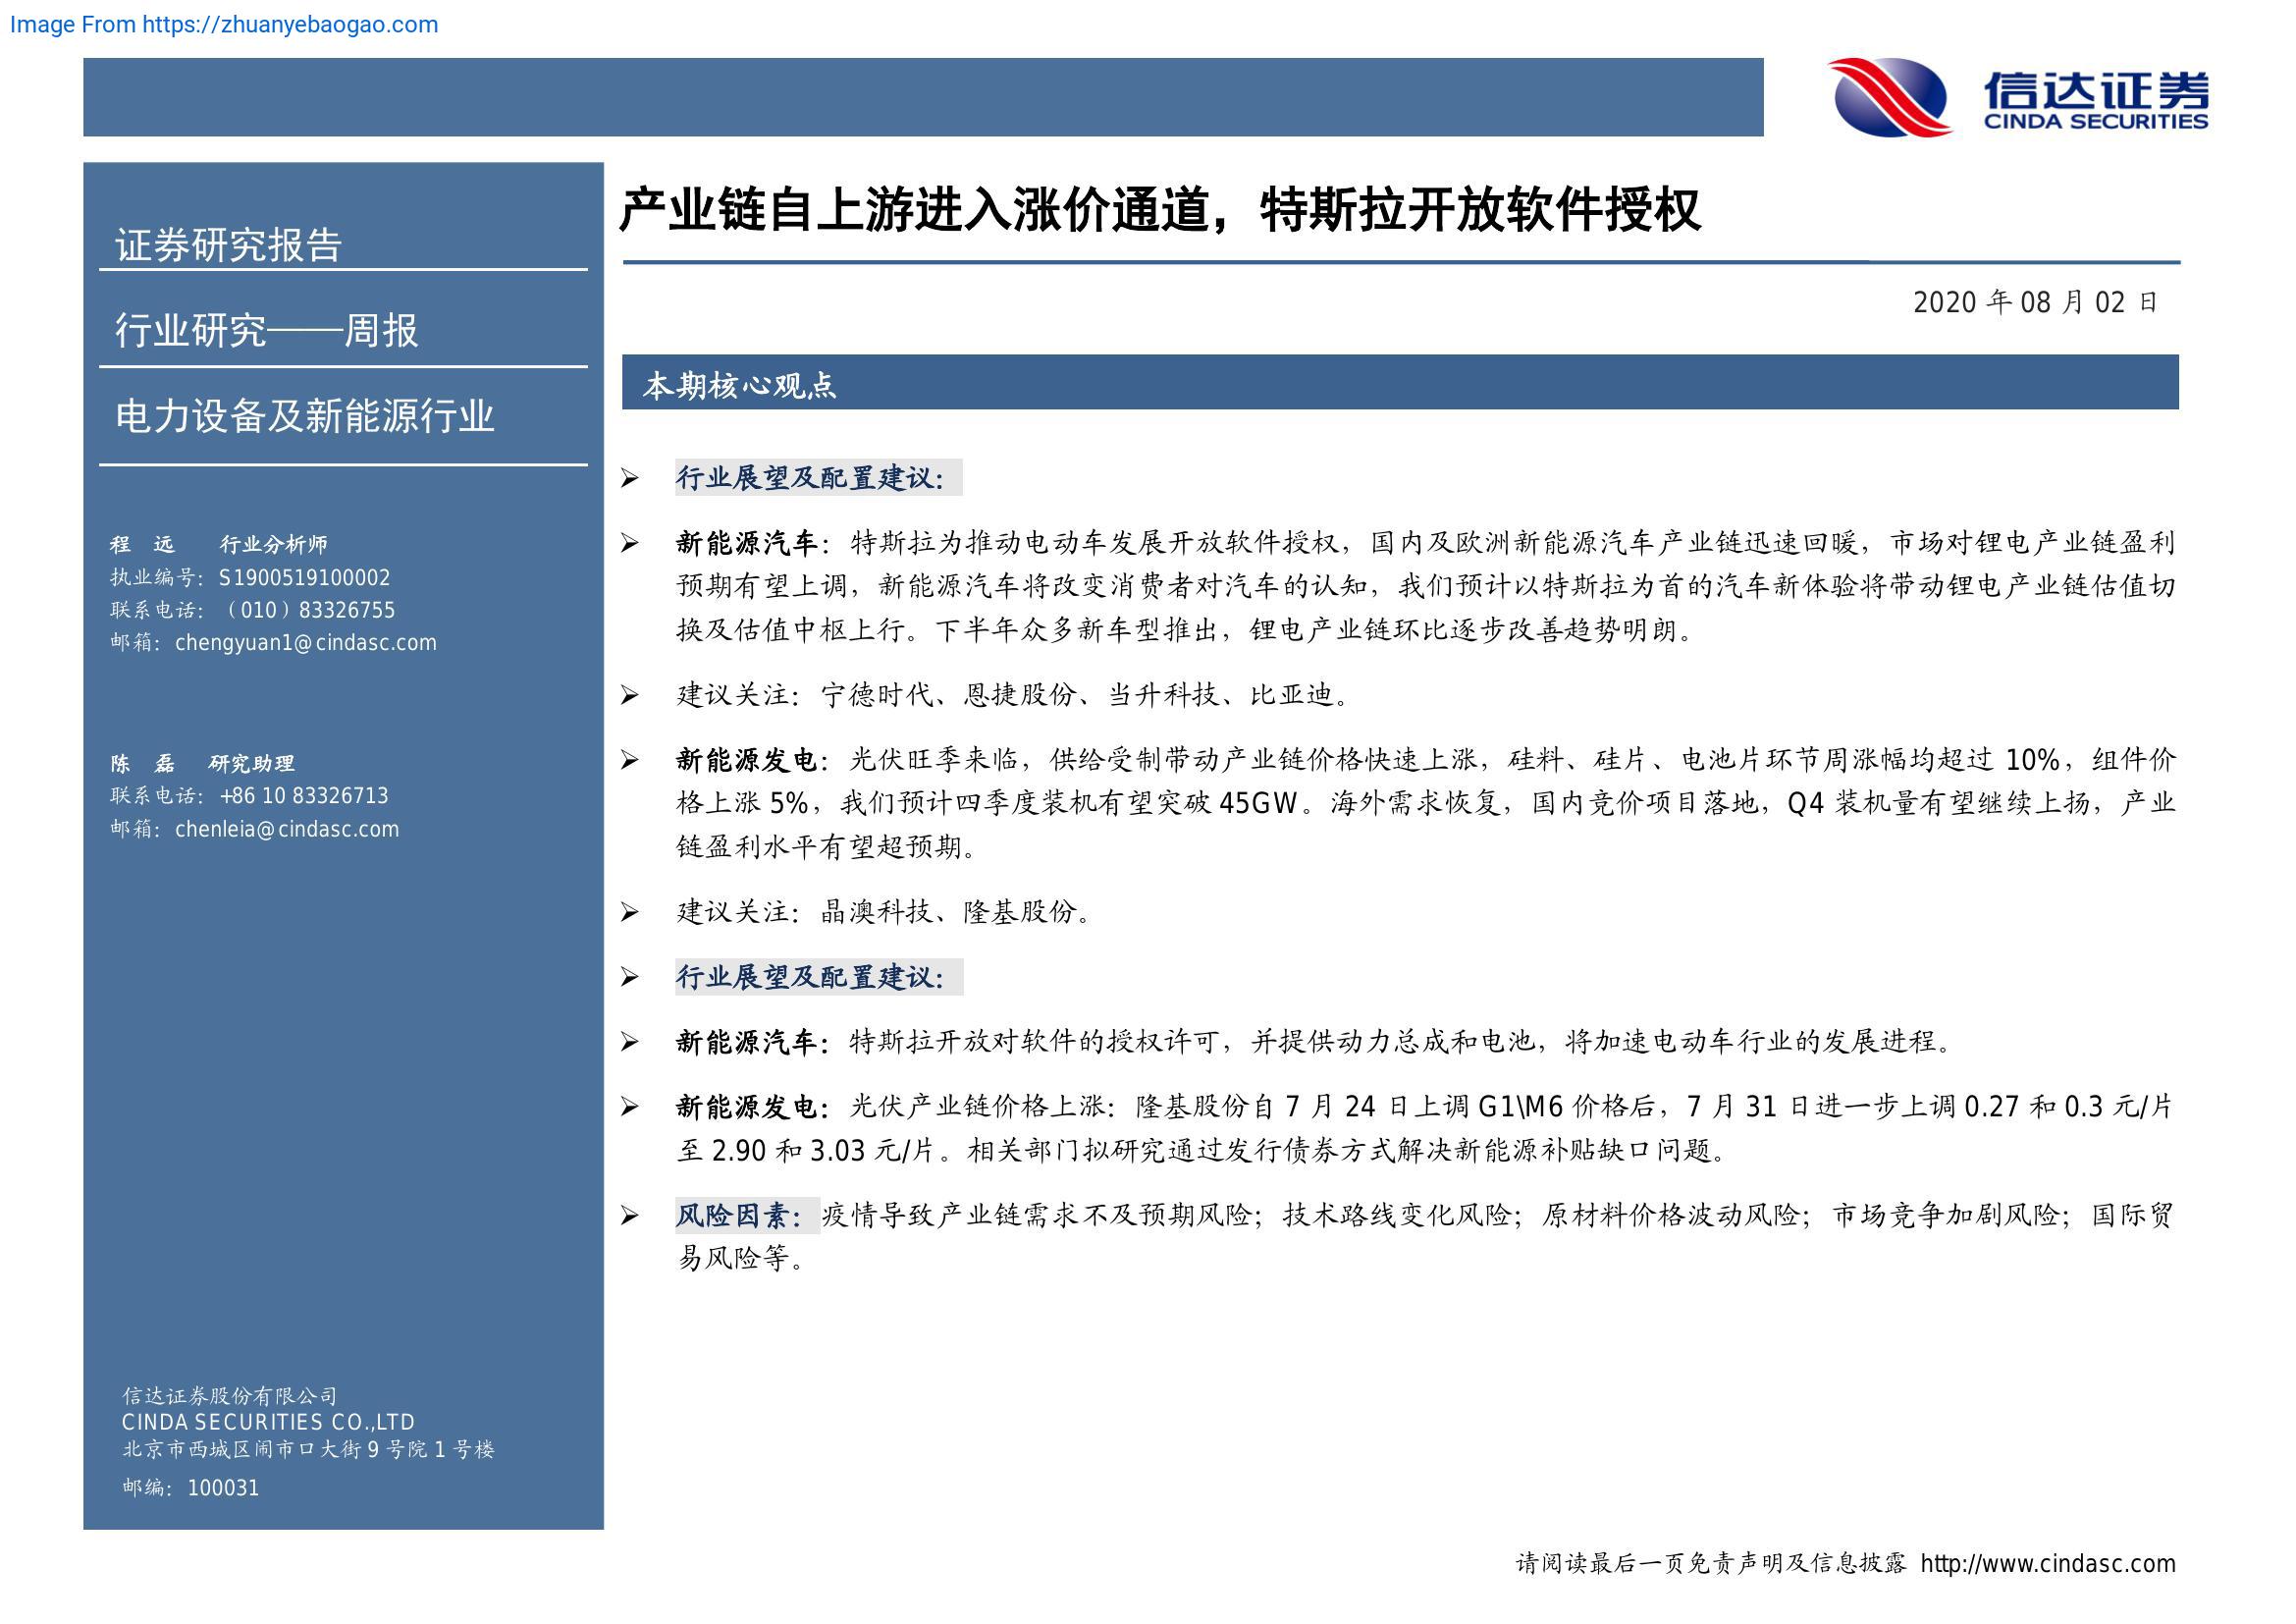 Image From https://zhuanyebaogao.com
信达证券
CINDA SECURITIES
证券研究报告
行业研究——周报
电力设备及新能源行业
程 远 行业分析师
执业编号：S1900519100002
联系电话：（010）83326755
邮箱：chengyuan1@cindasc.com
陈 磊 研究助理
联系电话：+86 10 83326713
邮箱：chenleia@cindasc.com
信达证券股份有限公司
CINDA SECURITIES CO.,LTD
北京市西城区闹市口大街 9 号院 1 号楼
邮编：100031
产业链自上游进入涨价通道，特斯拉开放软件授权
2020 年 08 月 02 日
本期核心观点
➢ 行业展望及配置建议：
➢ 新能源汽车：特斯拉为推动电动车发展开放软件授权，国内及欧洲新能源汽车产业链迅速回暖，市场对锂电产业链盈利
预期有望上调，新能源汽车将改变消费者对汽车的认知，我们预计以特斯拉为首的汽车新体验将带动锂电产业链估值切
换及估值中枢上行。下半年众多新车型推出，锂电产业链环比逐步改善趋势明朗。
➢ 建议关注：宁德时代、恩捷股份、当升科技、比亚迪。
➢ 新能源发电：光伏旺季来临，供给受制带动产业链价格快速上涨，硅料、硅片、电池片环节周涨幅均超过 10%，组件价
格上涨 5%，我们预计四季度装机有望突破 45GW。海外需求恢复，国内竞价项目落地，Q4 装机量有望继续上扬，产业
链盈利水平有望超预期。
➢ 建议关注：晶澳科技、隆基股份。
➢ 行业展望及配置建议：
➢ 新能源汽车：特斯拉开放对软件的授权许可，并提供动力总成和电池，将加速电动车行业的发展进程。
➢ 新能源发电：光伏产业链价格上涨：隆基股份自 7 月 24 日上调 G1\M6 价格后，7 月 31 日进一步上调 0.27 和 0.3 元/片
至 2.90 和 3.03 元/片。相关部门拟研究通过发行债券方式解决新能源补贴缺口问题。
➢ 风险因素：疫情导致产业链需求不及预期风险；技术路线变化风险；原材料价格波动风险；市场竞争加剧风险；国际贸
易风险等。
请阅读最后一页免责声明及信息披露 http://www.cindasc.com